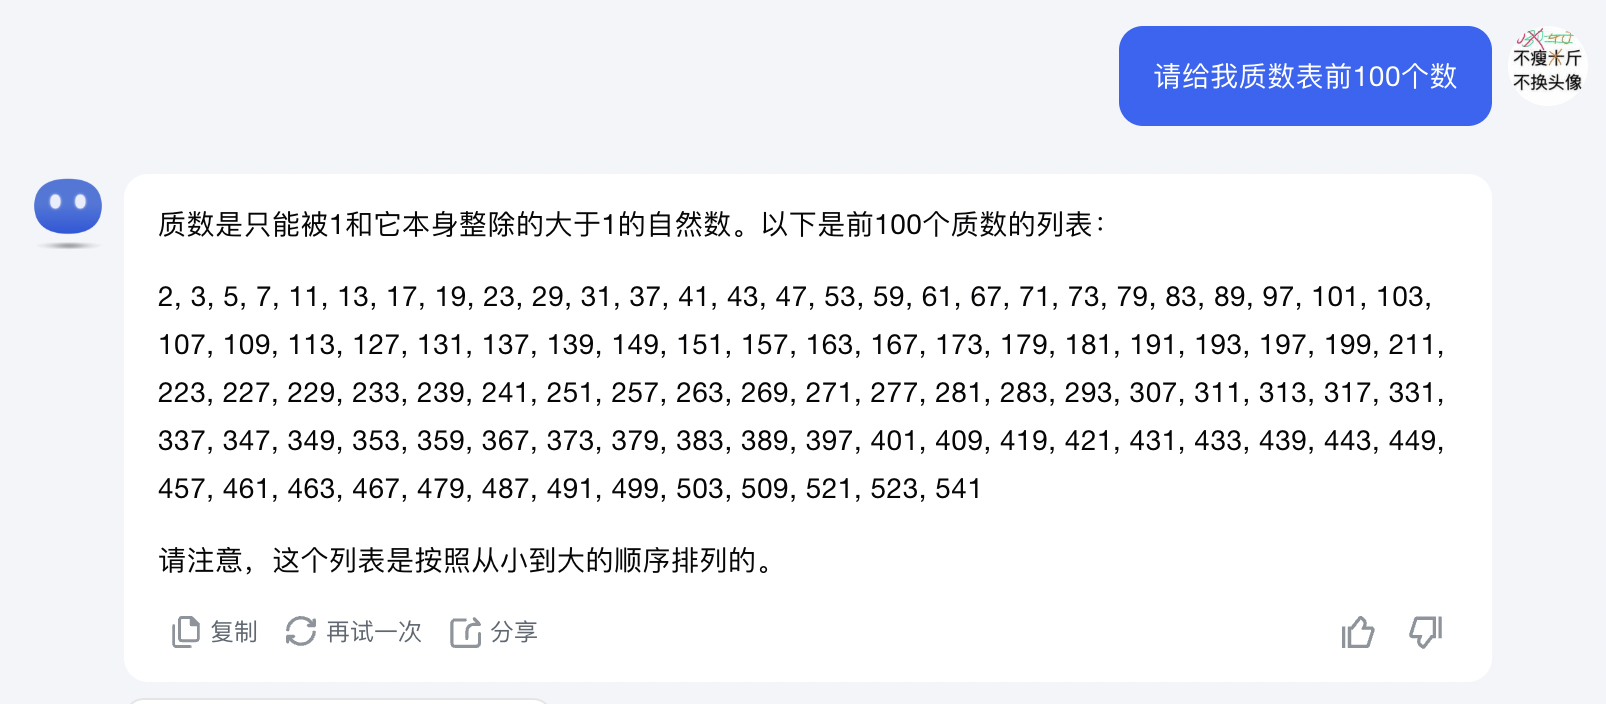 请给我质数表前100个数
不瘦
斤
不换头像
质数是只能被1和它本身整除的大于1的自然数。以下是前100个质数的列表：
2, 3, 5, 7, 11, 13, 17, 19, 23, 29, 31, 37, 41, 43, 47, 53, 59, 61, 67, 71, 73, 79, 83, 89, 97, 101, 103,
107, 109, 113, 127, 131, 137, 139, 149, 151, 157, 163, 167, 173, 179, 181, 191, 193, 197, 199, 211,
223, 227, 229, 233, 239, 241, 251, 257, 263, 269, 271, 277, 281, 283, 293, 307, 311, 313, 317, 331,
337, 347, 349, 353, 359, 367, 373, 379, 383, 389, 397, 401, 409, 419, 421, 431, 433, 439, 443, 449,
457, 461, 463, 467, 479, 487, 491, 499, 503, 509, 521, 523, 541
请注意，这个列表是按照从小到大的顺序排列的。
复制 再试一次 分享